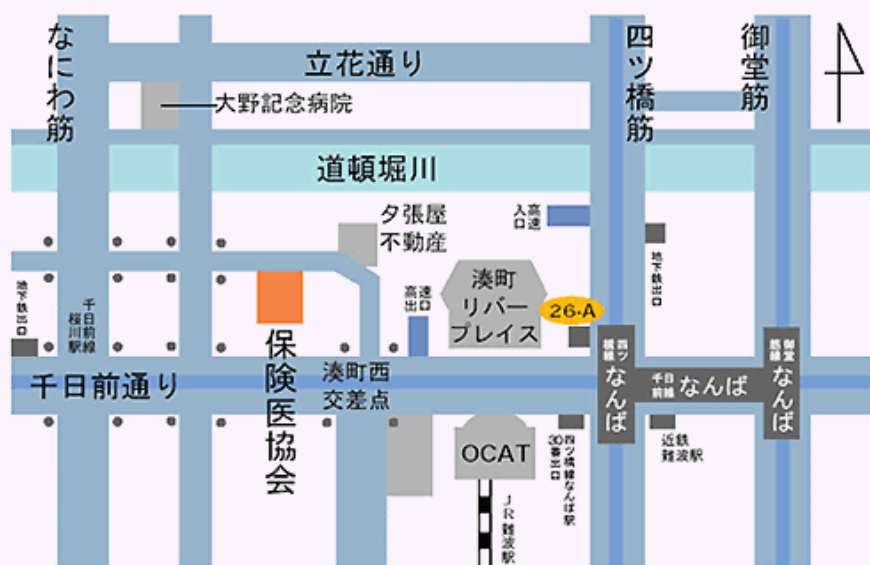 なにわ筋
立花通り
四ツ橋筋
御堂筋
大野記念病院
道頓堀川
夕張屋
不動産
高速
入口
地下鉄出口
湊町
リバー
プレイス
26-A
高速
出口
地下鉄出口
千日前線
桜川駅
保険医協会
千日前通り
湊町西
交差点
四ツ
橋線
なんば
千日
前線
なんば
御堂
筋線
なんば
OCAT
四ツ橋線なんば駅
30番出口
近鉄
難波駅
JR難波駅